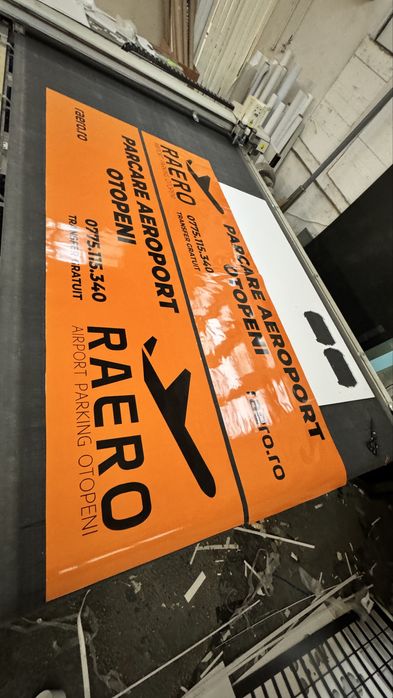 raero.ro
PARCARE AEROPORT
OTOPENI
0775.115.340
TRANSFER GRATUIT
RAERO
AIRPORT PARKING OTOPENI
RAERO
0775.115.340
TRANSFER GRATUIT
PARCARE AEROPORT
OTOPENI
raero.ro